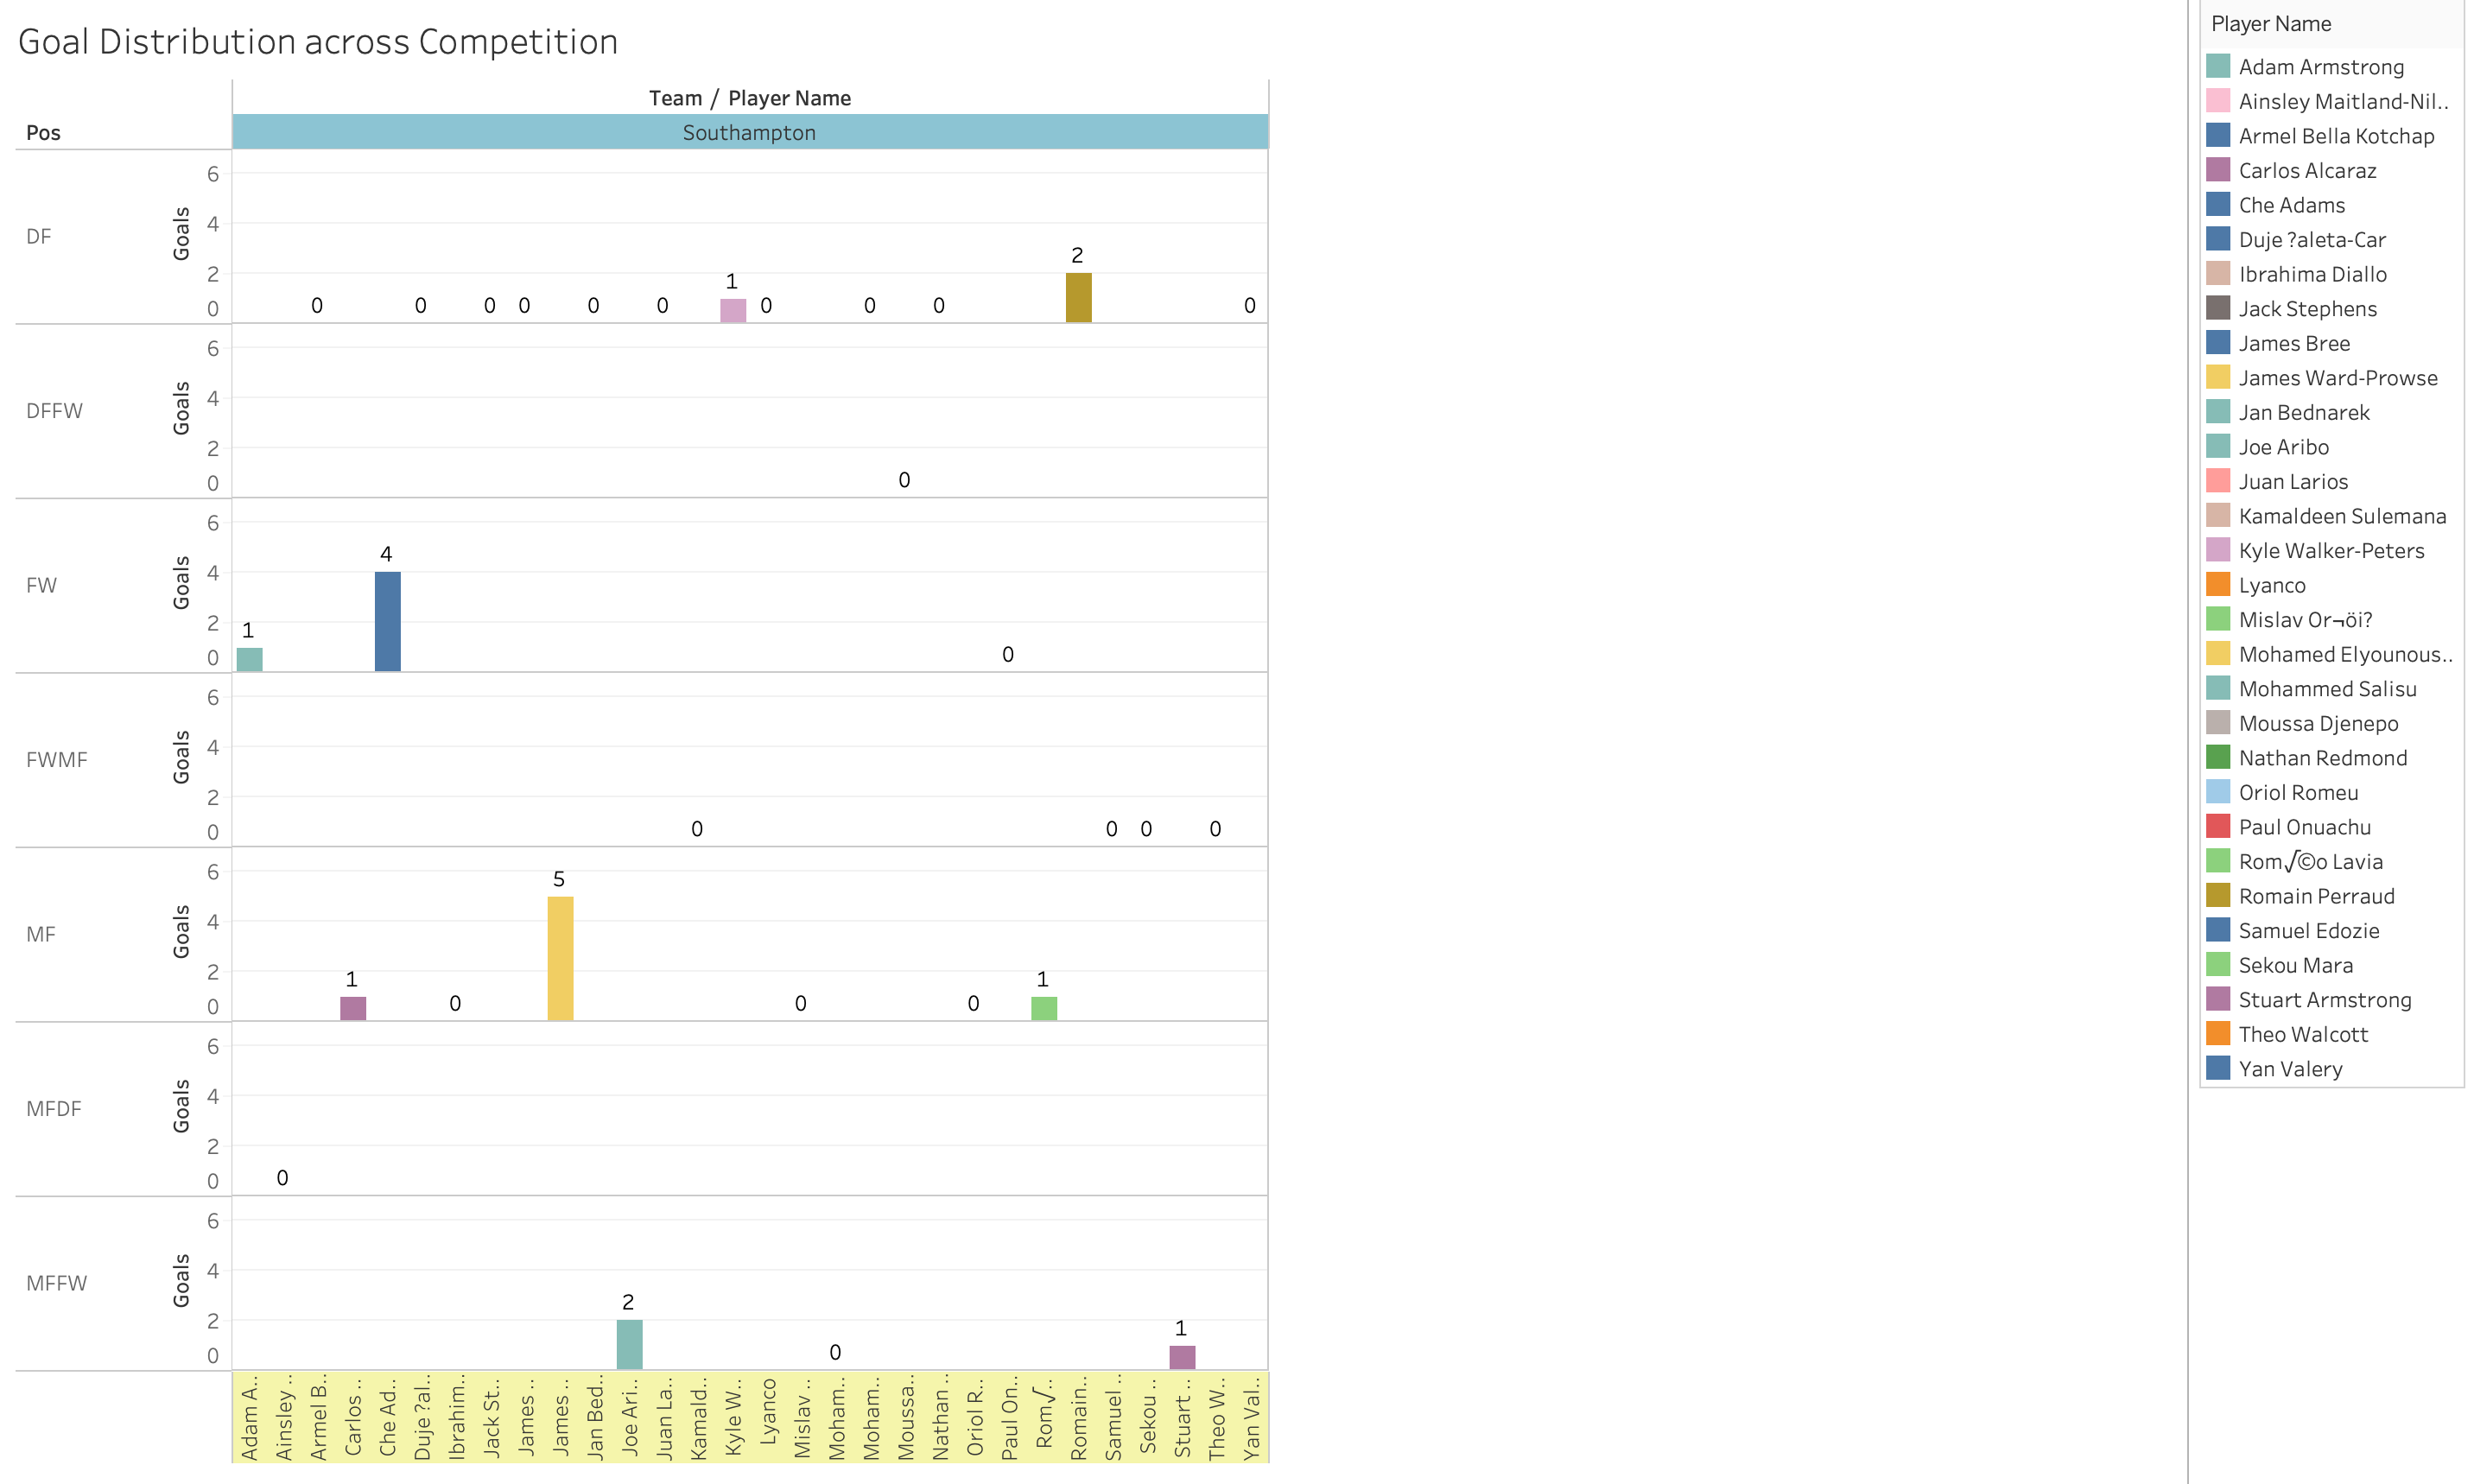 Goal Distribution across Competition
Team / Player Name
Pos
Southampton
DF
Goals
6
4
2
0
0 0 0 0 0 0 1 0 0 0 2 0
DFFW
Goals
6
4
2
0
0
FW
Goals
6
4
2
0
1 4 0
FWMF
Goals
6
4
2
0
0 0 0 0
MF
Goals
6
4
2
0
1 0 5 0 0 1
MFDF
Goals
6
4
2
0
0
MFFW
Goals
6
4
2
0
2 0 1
Adam A..
Ainsley ..
Armel B..
Carlos ..
Che Ad..
Duje ?al..
Ibrahim..
Jack St..
James ..
James ..
Jan Bed..
Joe Ari..
Juan La..
Kamald..
Kyle W..
Lyanco
Mislav ..
Moham..
Moham..
Moussa..
Nathan ..
Oriol R..
Paul On..
Rom√..
Romain..
Samuel ..
Sekou ..
Stuart ..
Theo W..
Yan Val..
Player Name
Adam Armstrong
Ainsley Maitland-Nil..
Armel Bella Kotchap
Carlos Alcaraz
Che Adams
Duje ?aleta-Car
Ibrahima Diallo
Jack Stephens
James Bree
James Ward-Prowse
Jan Bednarek
Joe Aribo
Juan Larios
Kamaldeen Sulemana
Kyle Walker-Peters
Lyanco
Mislav Or¬öi?
Mohamed Elyounous..
Mohammed Salisu
Moussa Djenepo
Nathan Redmond
Oriol Romeu
Paul Onuachu
Rom√©o Lavia
Romain Perraud
Samuel Edozie
Sekou Mara
Stuart Armstrong
Theo Walcott
Yan Valery